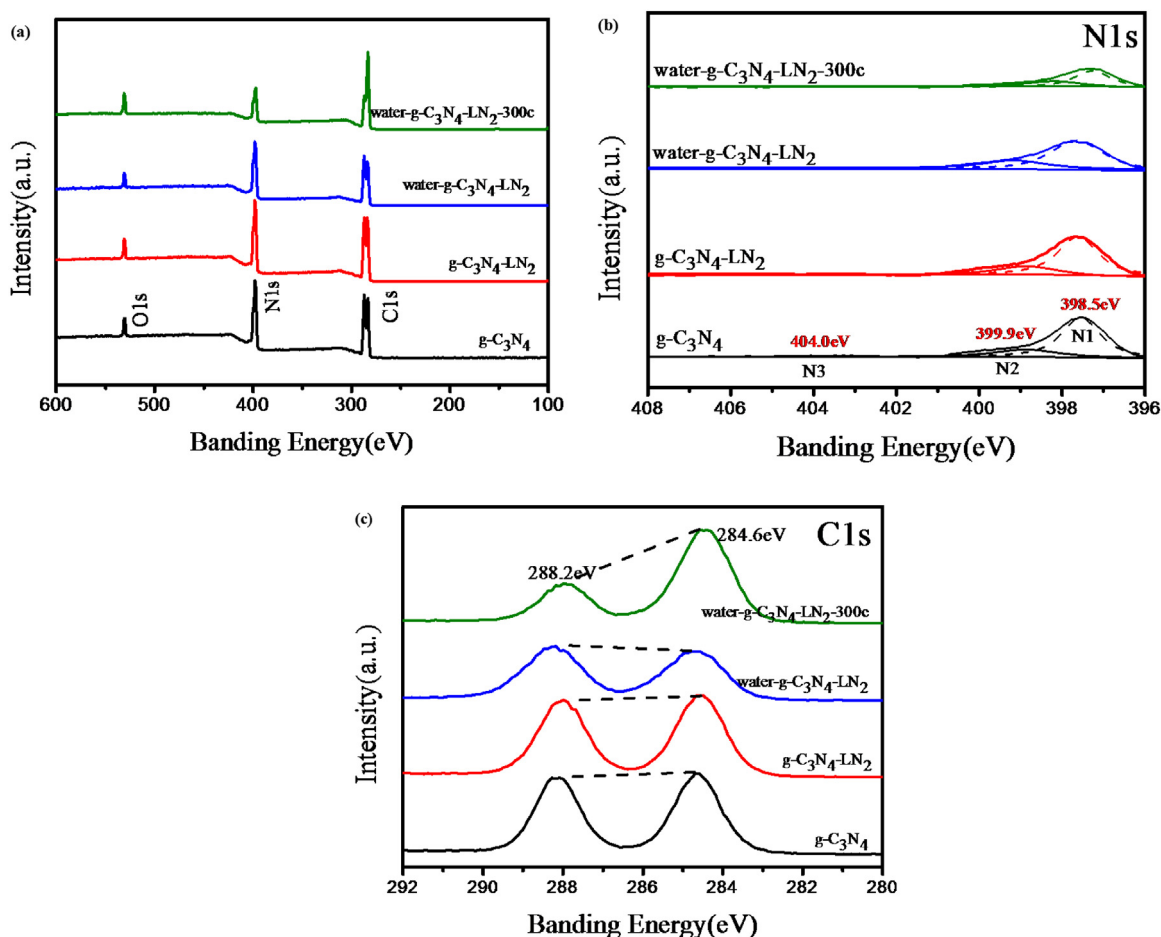 (a)
water-g-C3N4-LN2-300c
water-g-C3N4-LN2
g-C3N4-LN2
O1s
N1s
C1s
g-C3N4
600 500 400 300 200 100
Banding Energy(eV)
Intensity(a.u.)
(b)
N1s
water-g-C3N4-LN2-300c
water-g-C3N4-LN2
g-C3N4-LN2
398.5eV
g-C3N4
404.0eV
399.9eV
N1
N3
N2
408 406 404 402 400 398 396
Banding Energy(eV)
Intensity(a.u.)
(c)
C1s
284.6eV
288.2eV
water-g-C3N4-LN2-300c
water-g-C3N4-LN2
g-C3N4-LN2
g-C3N4
292 290 288 286 284 282 280
Banding Energy(eV)
Intensity(a.u.)